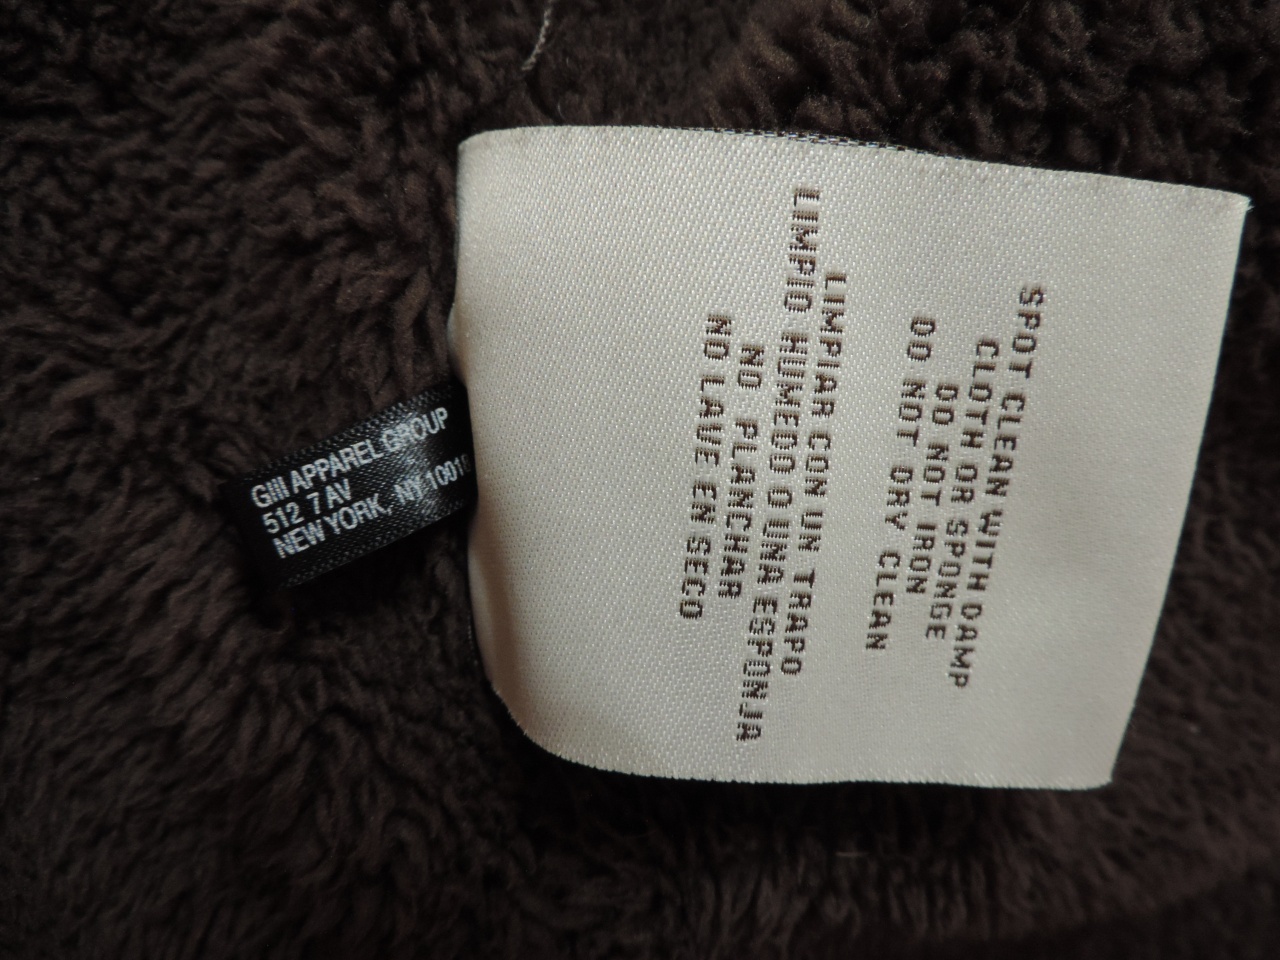 SPOT CLEAN WITH DAMP
CLOTH OR SPONGE
DO NOT IRON
DO NOT DRY CLEAN
LIMPIAR CON UN TRAPO
LIMPIO HUMEDO O UNA ESPONJA
NO PLANCHAR
NO LAVE EN SECO
GIII APPAREL GROUP
512 7 AV
NEW YORK, NY 10018